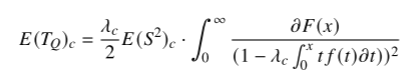 E(T_Q)_c = \frac{\lambda_c}{2} E(S^2)_c \cdot \int_0^\infty \frac{\partial F(x)}{(1 - \lambda_c \int_0^x t f(t) \partial t))^2}